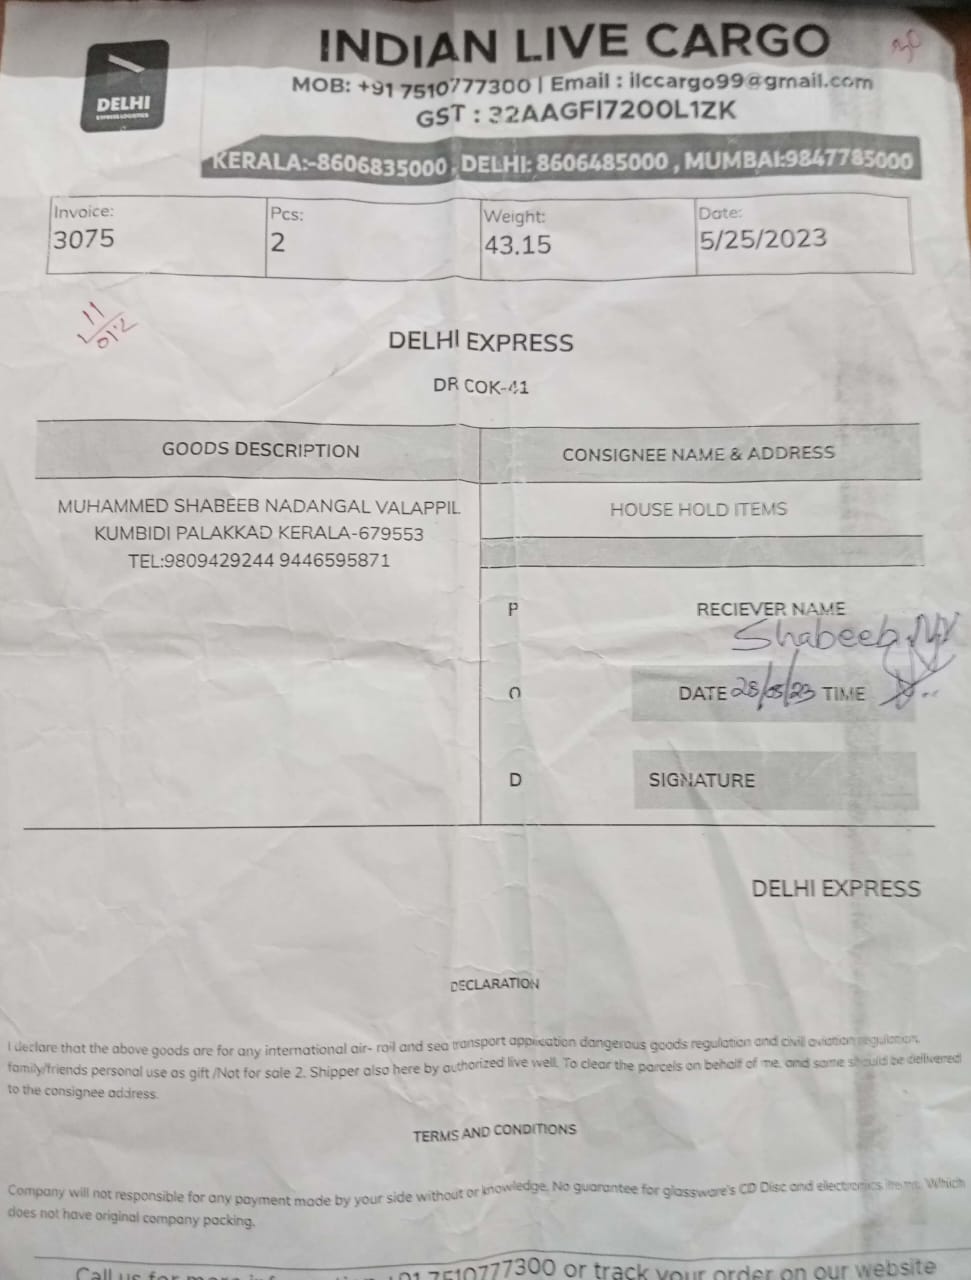 INDIAN LIVE CARGO
MOB: +91 7510777300 | Email : ilccargo99@gmail.com
GST : 32AAGFI7200L1ZK
DELHI
KERALA:-8606835000 , DELHI: 8606485000 , MUMBAI:9847785000
Invoice: Pcs: Weight: Date:
3075 2 43.15 5/25/2023
DELHI EXPRESS
DR COK-41
GOODS DESCRIPTION CONSIGNEE NAME & ADDRESS
MUHAMMED SHABEEB NADANGAL VALAPPIL HOUSE HOLD ITEMS
KUMBIDI PALAKKAD KERALA-679553
TEL:9809429244 9446595871
P RECIEVER NAME
Shabeeb
O DATE 28/05/23 TIME
D SIGNATURE
DELHI EXPRESS
DECLARATION
I declare that the above goods are for any international air- rail and sea transport application dangerous goods regulation and civil aviation regulation,
family/friends personal use as gift /Not for sale 2. Shipper also here by authorized live well. To clear the parcels on behalf of me, and same should be delivered
to the consignee address.
TERMS AND CONDITIONS
Company will not responsible for any payment made by your side without or knowledge. No guarantee for glassware's CD Disc and electronics items. Which
does not have original company packing.
Call us for more +91 7510777300 or track your order on our website